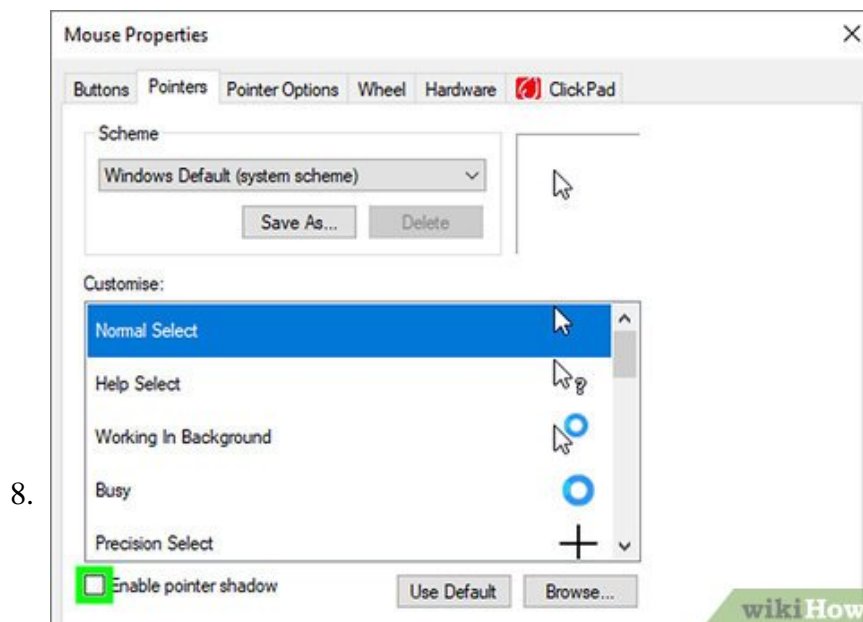 Mouse Properties
Buttons Pointers Pointer Options Wheel Hardware ClickPad
Scheme
Windows Default (system scheme)
Save As... Delete
Customise:
Normal Select
Help Select
Working In Background
Busy
8.
Precision Select
Enable pointer shadow Use Default Browse...
wikiHow